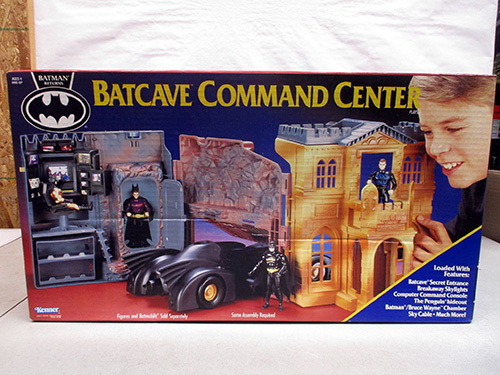 BATMAN
RETURNS
BATCAVE COMMAND CENTER
Loaded With
Features:
Batcave Secret Entrance
Breakaway Skylights
Computer Command Console
The Penguin Hideout
Batman/Bruce Wayne Chamber
Sky Cable • Much More!
Kenner
Figures and Batmobile Sold Separately
Some Assembly Required